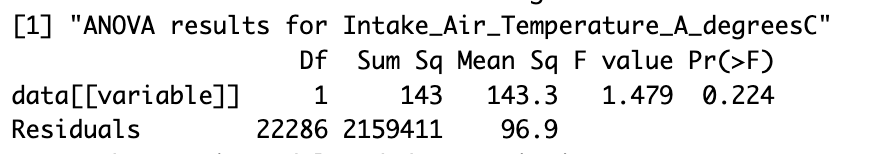 [1] "ANOVA results for Intake_Air_Temperature_A_degreesC"
Df Sum Sq Mean Sq F value Pr(>F)
data[[variable]] 1 143 143.3 1.479 0.224
Residuals 22286 2159411 96.9